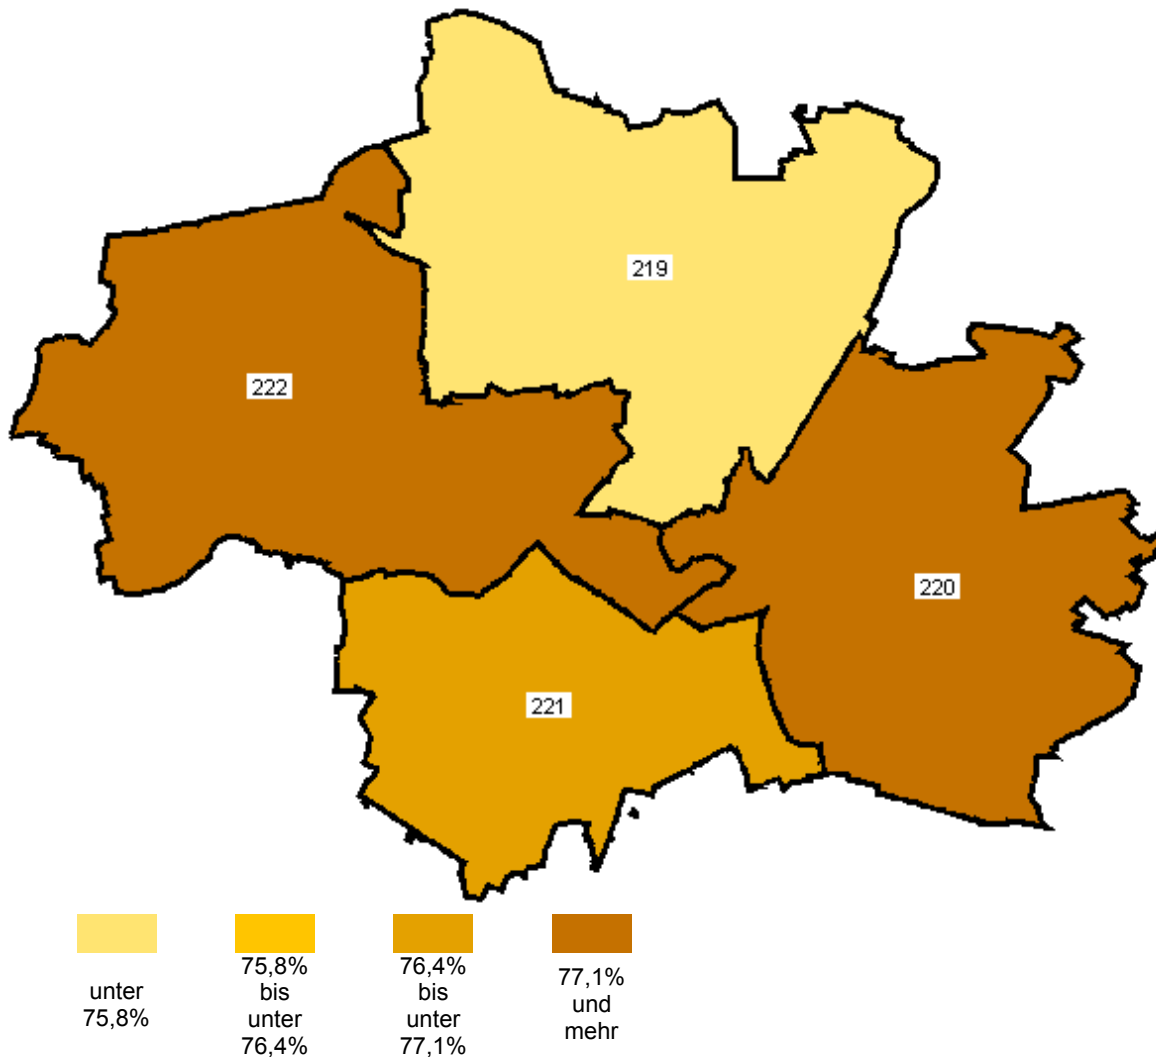 219
222
220
221
unter
75,8%
75,8%
bis
unter
76,4%
76,4%
bis
unter
77,1%
77,1%
und
mehr